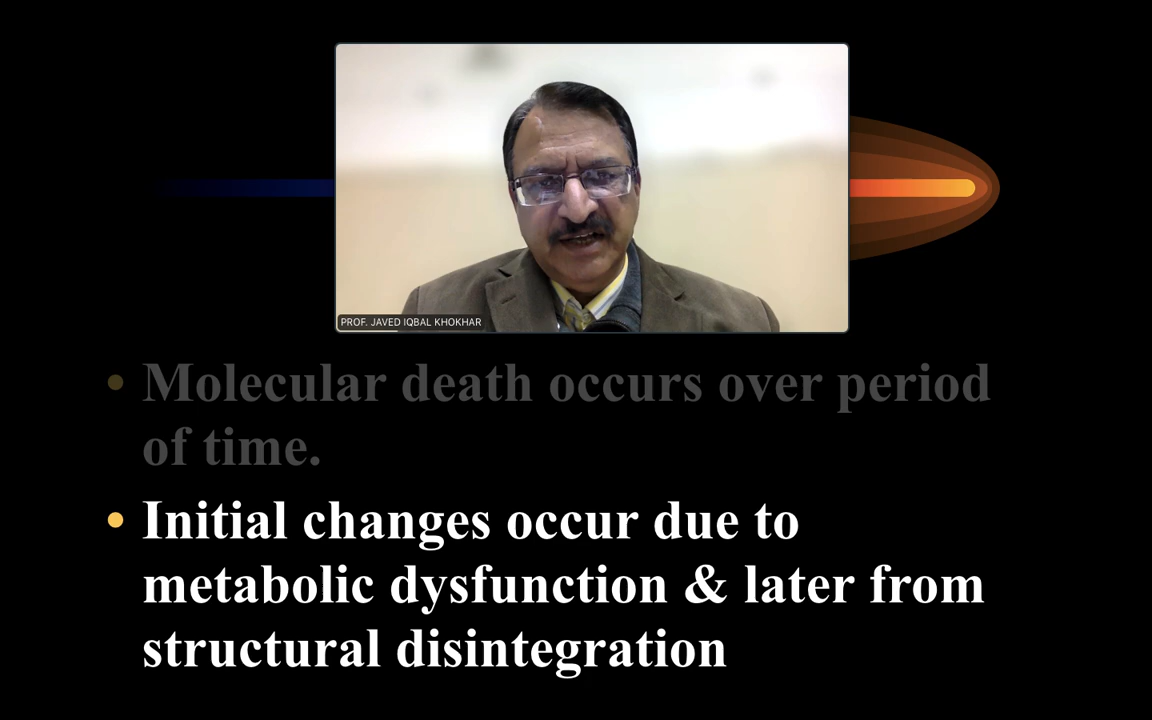 PROF. JAVED IQBAL KHOKHAR
• Molecular death occurs over period
of time.
• Initial changes occur due to
metabolic dysfunction & later from
structural disintegration